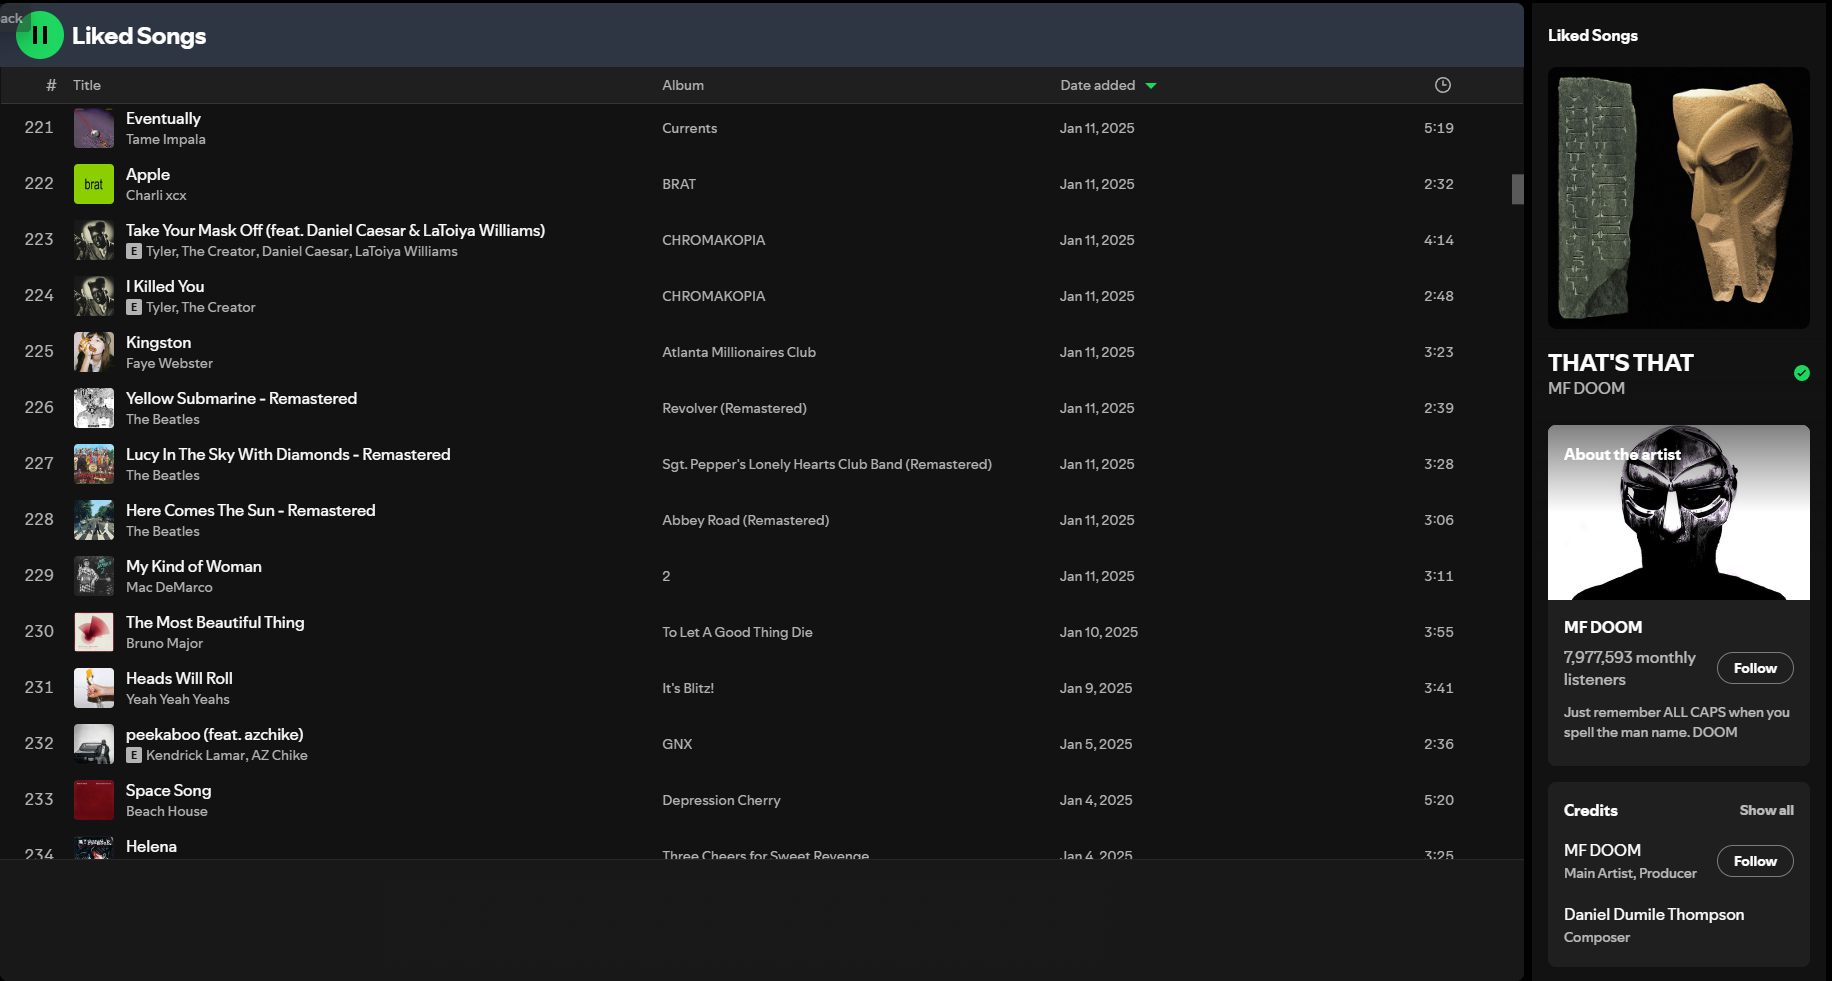 ack
Liked Songs
# Title Album Date added
221 Eventually Currents Jan 11, 2025 5:19
Tame Impala
222 brat Apple BRAT Jan 11, 2025 2:32
Charli xcx
223 Take Your Mask Off (feat. Daniel Caesar & LaToiya Williams) CHROMAKOPIA Jan 11, 2025 4:14
E Tyler, The Creator, Daniel Caesar, LaToiya Williams
224 I Killed You CHROMAKOPIA Jan 11, 2025 2:48
E Tyler, The Creator
225 Kingston Atlanta Millionaires Club Jan 11, 2025 3:23
Faye Webster
226 Yellow Submarine - Remastered Revolver (Remastered) Jan 11, 2025 2:39
The Beatles
227 Lucy In The Sky With Diamonds - Remastered Sgt. Pepper's Lonely Hearts Club Band (Remastered) Jan 11, 2025 3:28
The Beatles
228 Here Comes The Sun - Remastered Abbey Road (Remastered) Jan 11, 2025 3:06
The Beatles
229 My Kind of Woman 2 Jan 11, 2025 3:11
Mac DeMarco
230 The Most Beautiful Thing To Let A Good Thing Die Jan 10, 2025 3:55
Bruno Major
231 Heads Will Roll It's Blitz! Jan 9, 2025 3:41
Yeah Yeah Yeahs
232 peekaboo (feat. azchike) GNX Jan 5, 2025 2:36
E Kendrick Lamar, AZ Chike
233 Space Song Depression Cherry Jan 4, 2025 5:20
Beach House
234 Helena Three Cheers for Sweet Revenge Jan 4, 2025 3:25
Liked Songs
THAT'S THAT
MF DOOM
About the artist
MF DOOM
7,977,593 monthly
listeners
Follow
Just remember ALL CAPS when you
spell the man name. DOOM
Credits Show all
MF DOOM
Main Artist, Producer
Follow
Daniel Dumile Thompson
Composer